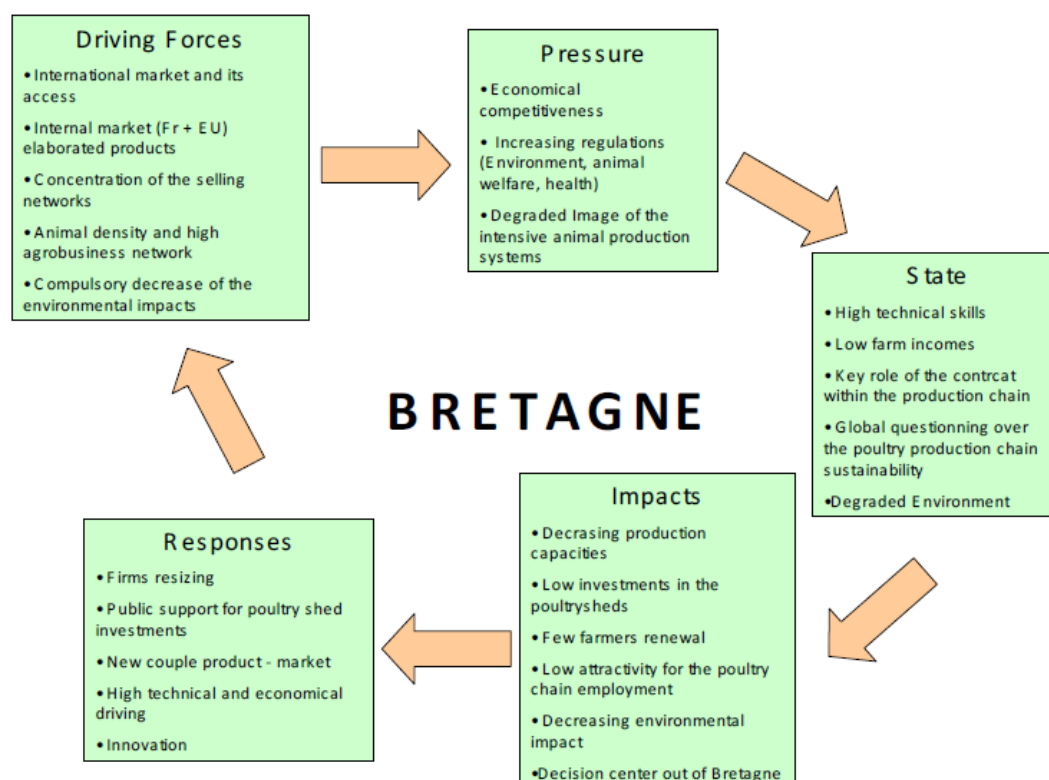 Driving Forces
•International market and its
access
•Internal market (Fr + EU)
elaborated products
•Concentration of the selling
networks
•Animal density and high
agrobusiness network
•Compulsory decrease of the
environmental impacts
Pressure
•Economical
competitiveness
• Increasing regulations
(Environment, animal
welfare, health)
•Degraded Image of the
intensive animal production
systems
State
•High technical skills
•Low farm incomes
•Key role of the contrcat
within the production chain
•Global questionning over
the poultry production chain
sustainability
•Degraded Environment
BRETAGNE
Impacts
•Decrasing production
capacities
•Low investments in the
poultrysheds
•Few farmers renewal
•Low attractivity for the poultry
chain employment
•Decreasing environmental
impact
•Decision center out of Bretagne
Responses
•Firms resizing
•Public support for poultry shed
investments
•New couple product - market
•High technical and economical
driving
•Innovation